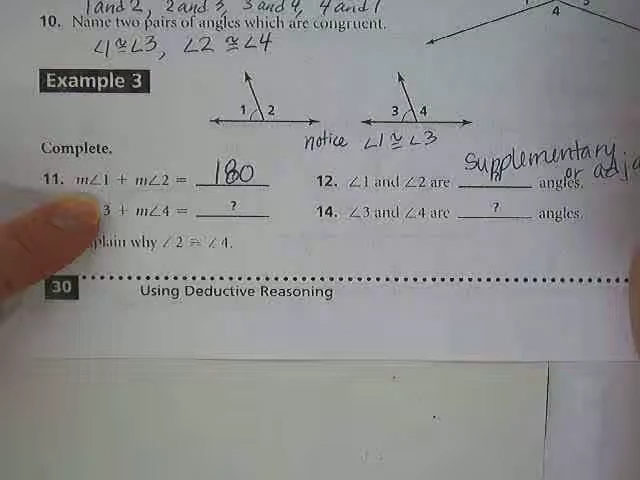 1 and 2, 2 and 3, 3 and 4, 4 and 1
10. Name two pairs of angles which are congruent.
4
∠1≅∠3, ∠2 ≅ ∠4
Example 3
1 2
3 4
notice ∠1≅∠3
Complete.
supplementary
or adja
11. m∠1 + m∠2 = 180
12. ∠1 and ∠2 are ? angles.
3 + m∠4 = ?
14. ∠3 and ∠4 are ? angles.
plain why ∠2 ≅ ∠4.
30 Using Deductive Reasoning